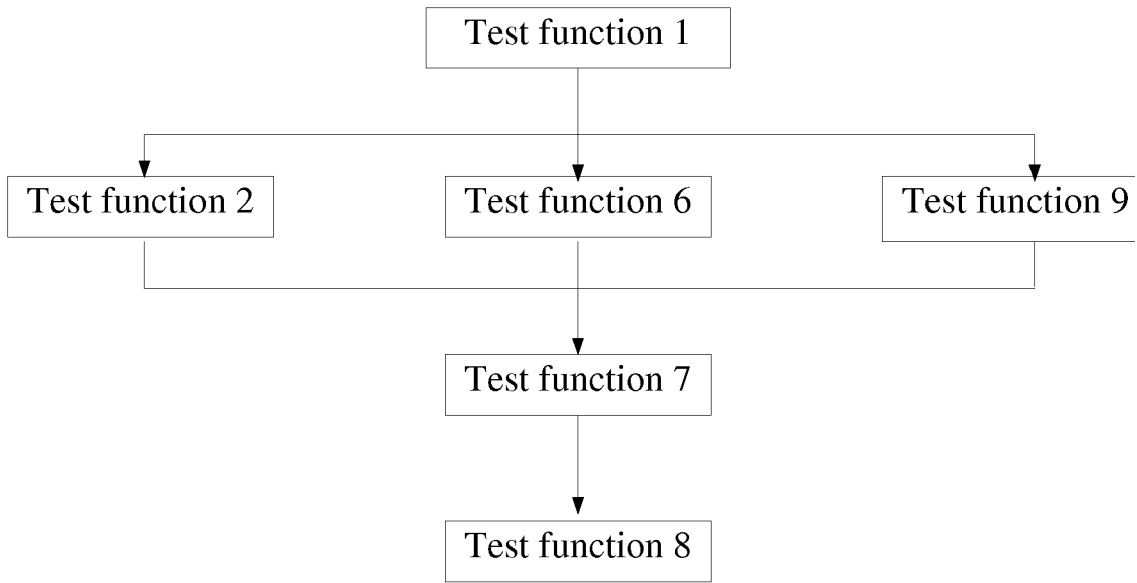 Test function 1
Test function 2
Test function 6
Test function 9
Test function 7
Test function 8